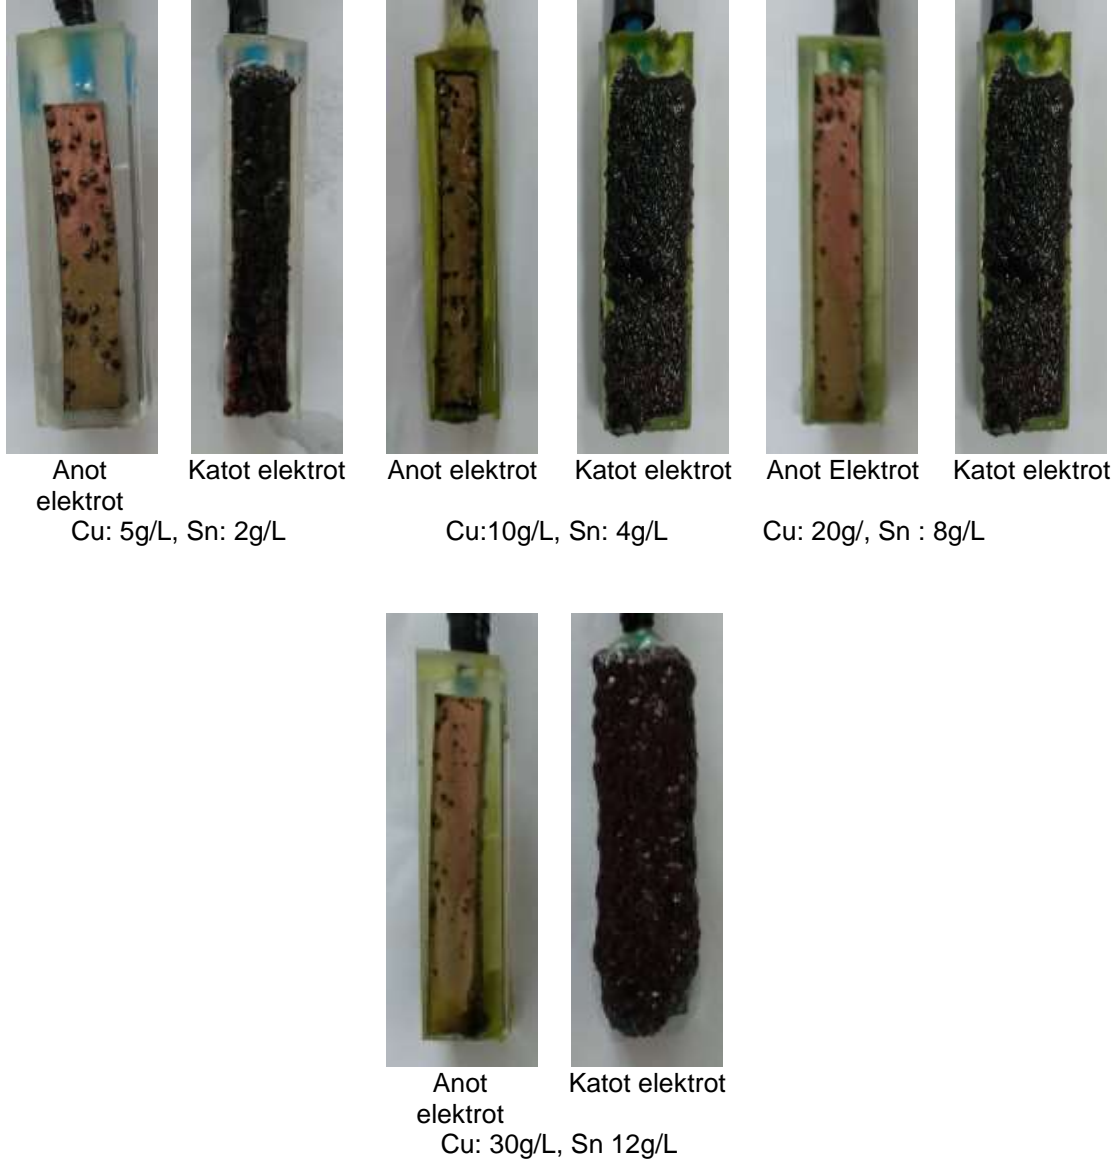 Anot
elektrot
Katot elektrot
Anot elektrot
Katot elektrot
Anot Elektrot
Katot elektrot
Cu: 5g/L, Sn: 2g/L
Cu:10g/L, Sn: 4g/L
Cu: 20g/, Sn : 8g/L
Anot
elektrot
Katot elektrot
Cu: 30g/L, Sn 12g/L